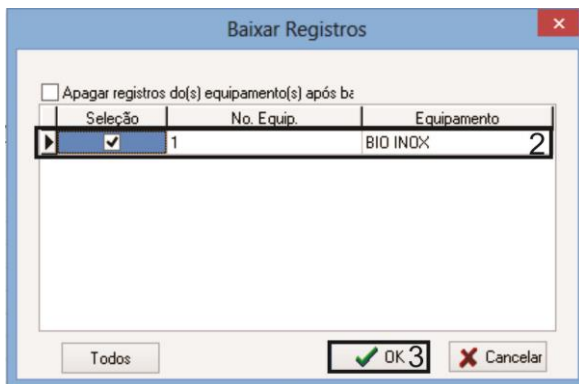 Baixar Registros
Apagar registros do(s) equipamento(s) após ba
Seleção No. Equip. Equipamento
1 BIO INOX 2
Todos OK 3 Cancelar